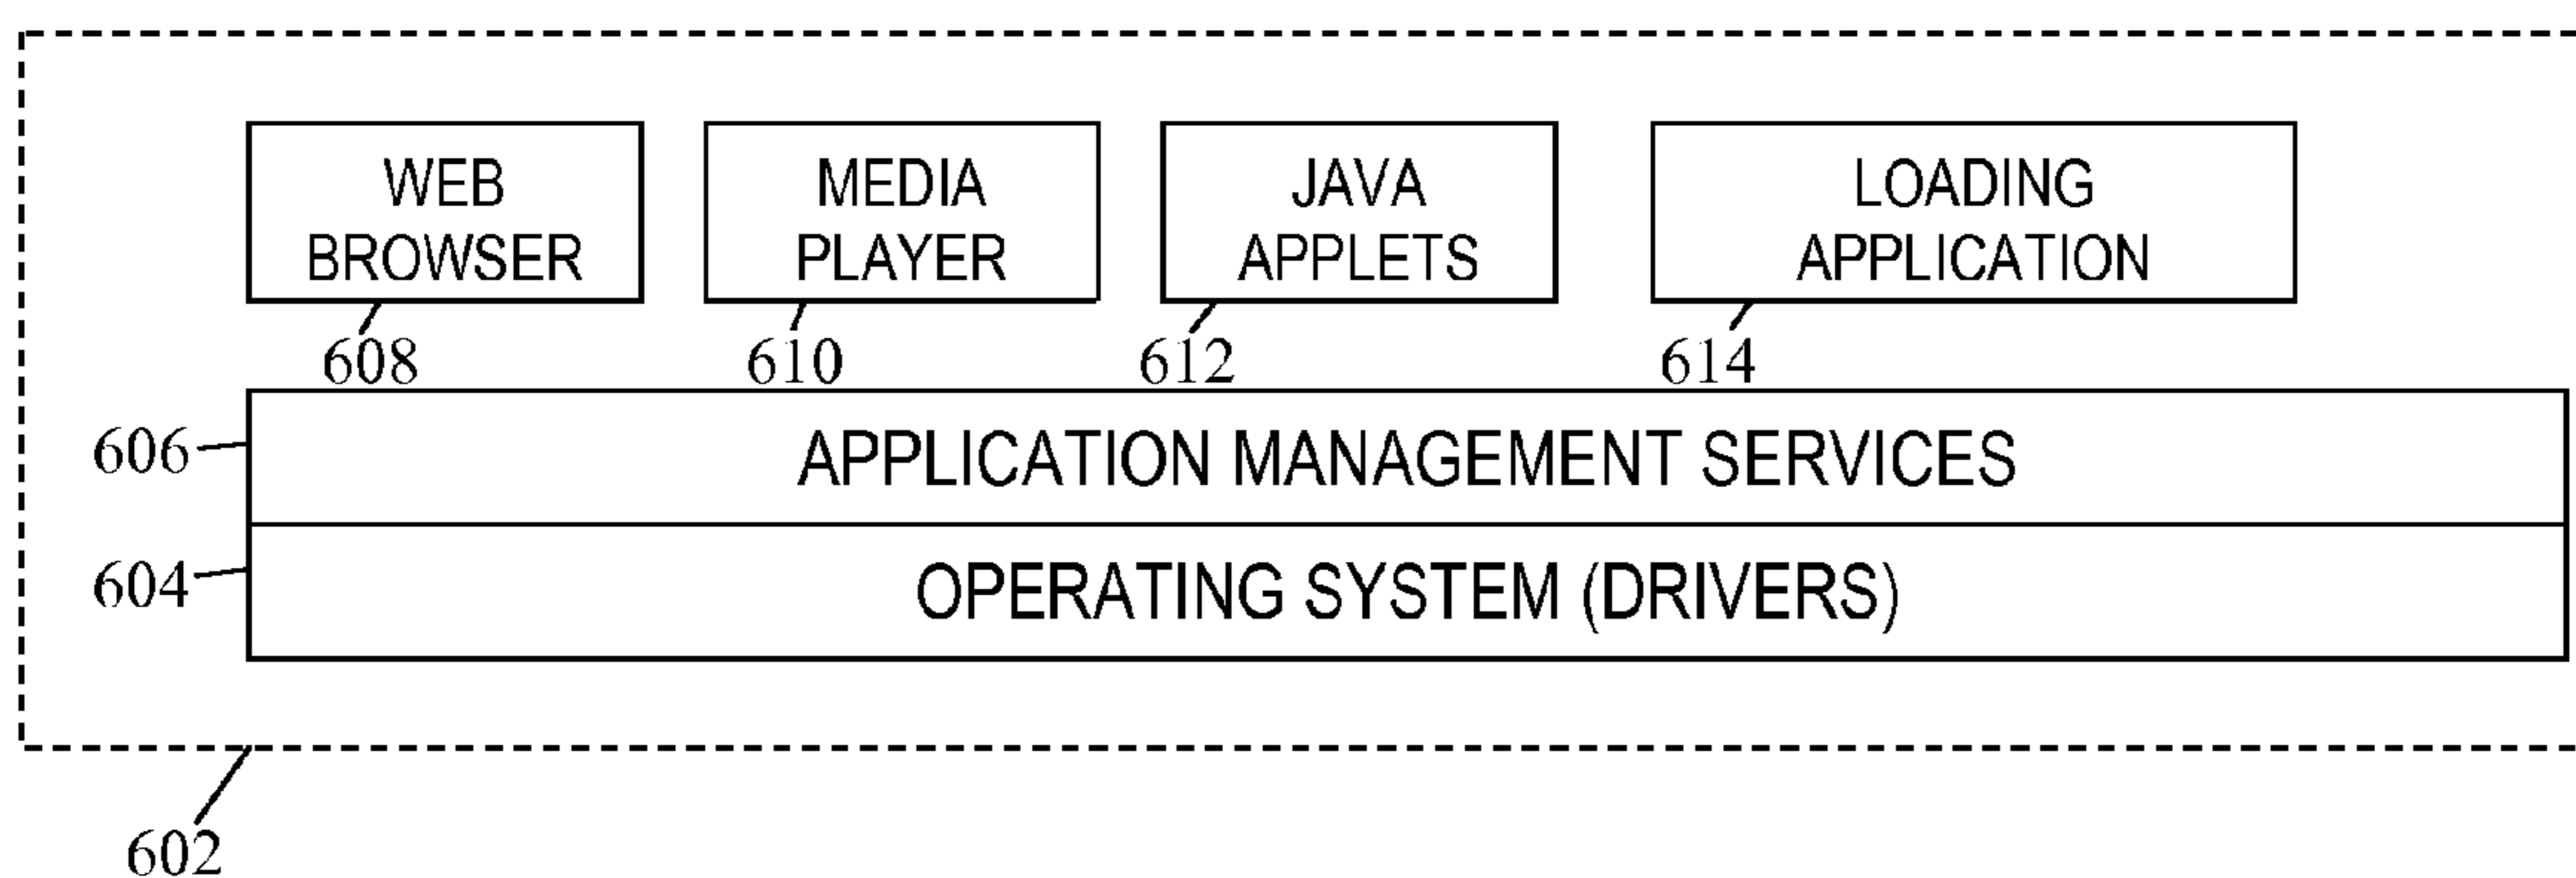 WEB
BROWSER
MEDIA
PLAYER
JAVA
APPLETS
LOADING
APPLICATION
608
610
612
614
606
APPLICATION MANAGEMENT SERVICES
604
OPERATING SYSTEM (DRIVERS)
602